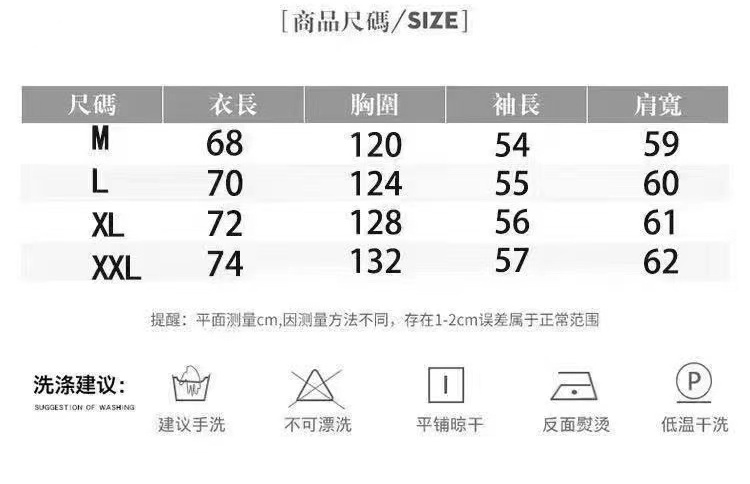 [商品尺碼/SIZE]
尺碼 衣長 胸圍 袖長 肩寬
M 68 120 54 59
L 70 124 55 60
XL 72 128 56 61
XXL 74 132 57 62
提醒：平面测量cm,因测量方法不同，存在1-2cm误差属于正常范围
洗涤建议：
SUGGESTION OF WASHING
I
P
建议手洗 不可漂洗 平铺晾干 反面熨烫 低温干洗